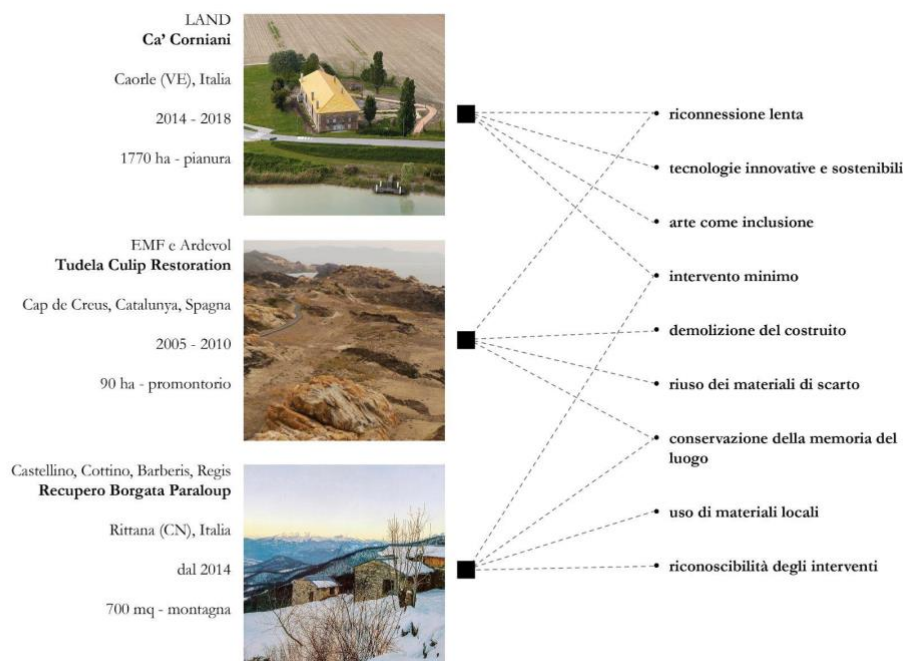 LAND
Ca' Corniani
Caorle (VE), Italia
2014 - 2018
1770 ha - pianura
EMF e Ardevol
Tudela Culip Restoration
Cap de Creus, Catalunya, Spagna
2005 - 2010
90 ha - promontorio
Castellino, Cottino, Barberis, Regis
Recupero Borgata Paraloup
Rittana (CN), Italia
dal 2014
700 mq - montagna
riconnessione lenta
tecnologie innovative e sostenibili
arte come inclusione
intervento minimo
demolizione del costruito
riuso dei materiali di scarto
conservazione della memoria del
luogo
uso di materiali locali
riconoscibilità degli interventi